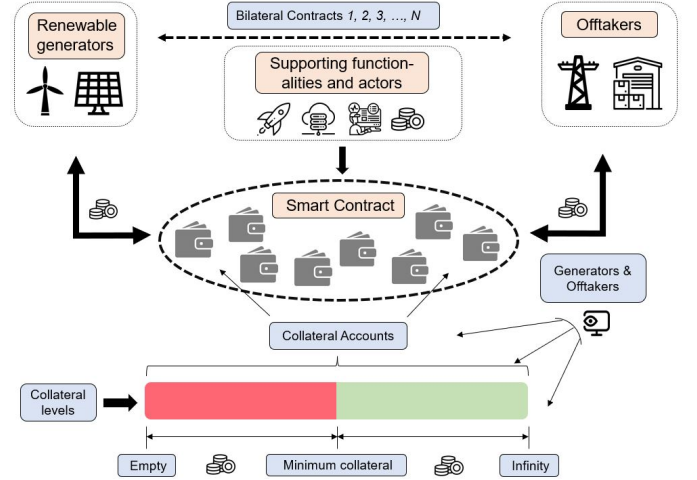 Renewable
generators
Bilateral Contracts 1, 2, 3, …, N
Offtakers
Supporting function-
alities and actors
Smart Contract
Generators &
Offtakers
Collateral Accounts
Collateral
levels
Empty
Minimum collateral
Infinity